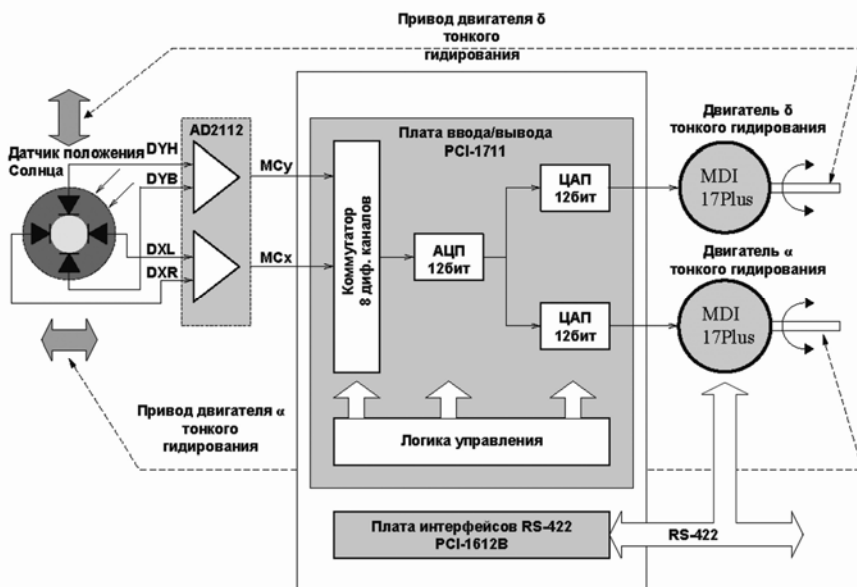 Привод двигателя δ
тонкого
гидирования
Датчик положения
Солнца
DYH
DYB
DXL
DXR
AD2112
MCy
MCx
Плата ввода/вывода
PCI-1711
Коммутатор
8 диф. каналов
АЦП
12бит
ЦАП
12бит
ЦАП
12бит
Логика управления
Двигатель δ
тонкого гидирования
MDI
17Plus
Двигатель α
тонкого гидирования
MDI
17Plus
Привод двигателя α
тонкого
гидирования
Плата интерфейсов RS-422
PCI-1612B
RS-422